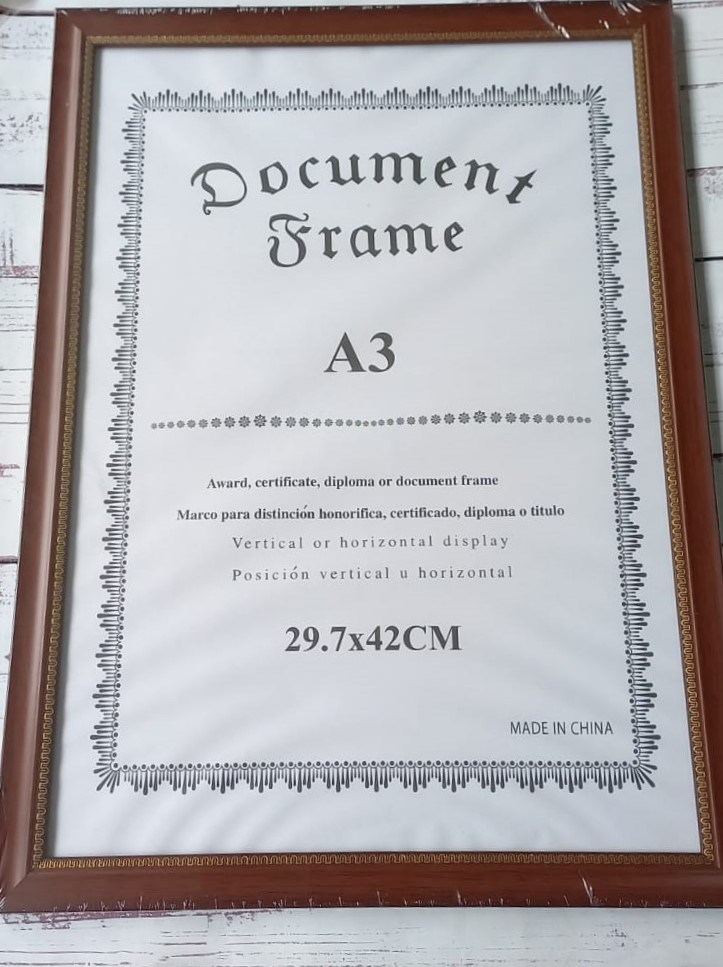 Document
Frame
A3
Award, certificate, diploma or document frame
Marco para distinción honorifica, certificado, diploma o titulo
Vertical or horizontal display
Posición vertical u horizontal
29.7x42CM
MADE IN CHINA